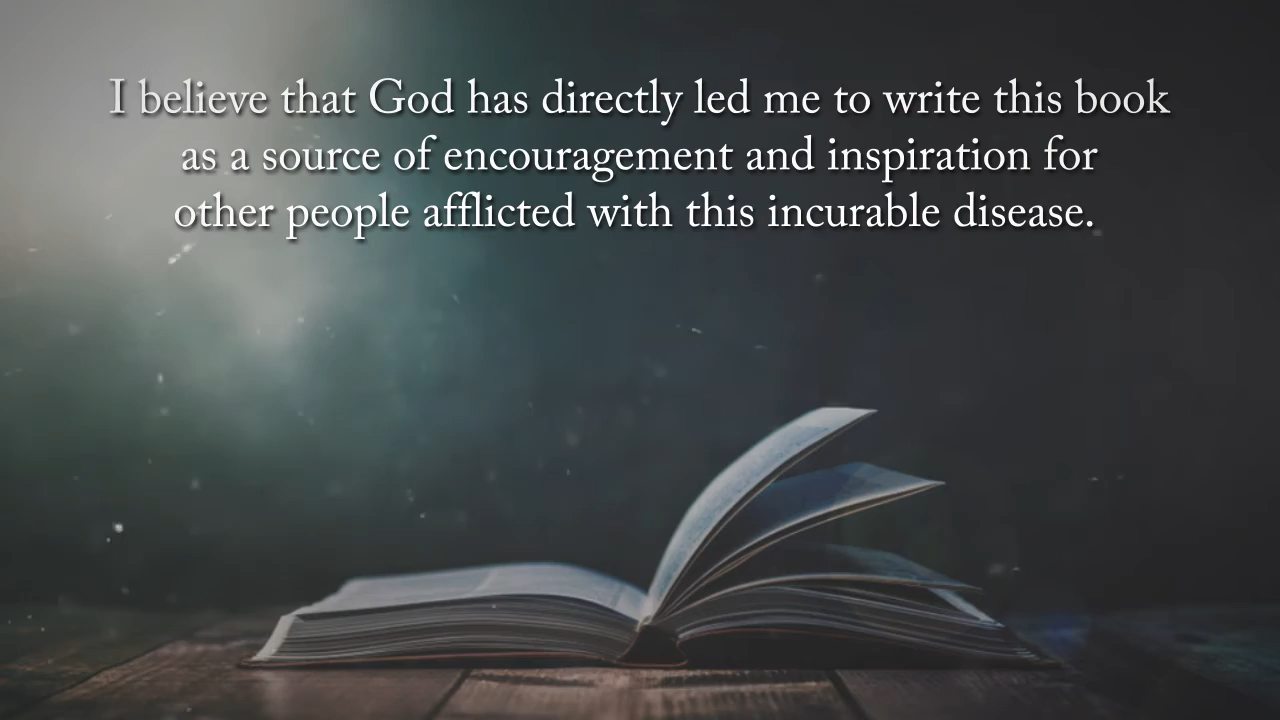 I believe that God has directly led me to write this book
as a source of encouragement and inspiration for
other people afflicted with this incurable disease.